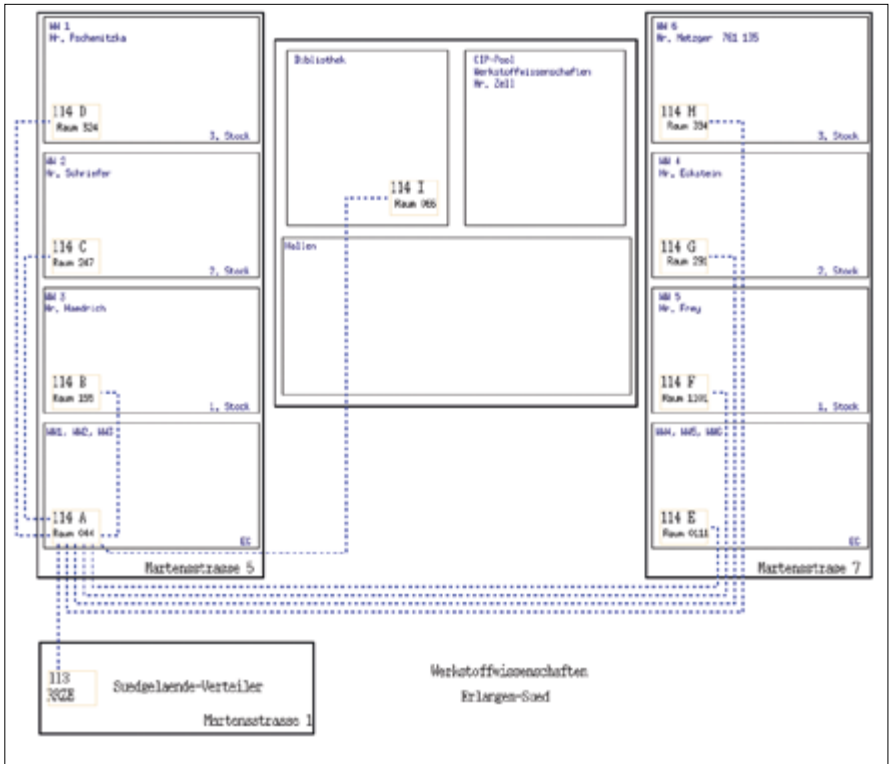 WW 1
Hr. Pschenitzka
114 D
Raum 324
3. Stock
WW 2
Hr. Schriefer
114 C
Raum 247
2. Stock
WW 3
Hr. Haedrich
114 B
Raum 155
1. Stock
WW1, WW2, WW3
114 A
Raum 044
EG
Martensstrasse 5
Bibliothek
114 I
Raum 066
CIP-Pool
Werkstoffwissenschaften
Hr. Zell
Hallen
WW 6
Hr. Metzger 761 135
114 H
Raum 394
3. Stock
WW 4
Hr. Eckstein
114 G
Raum 291
2. Stock
WW 5
Hr. Frey
114 F
Raum
1. Stock
WW4, WW5, WW6
114 E
Raum 0111
EG
Martensstrasse 7
113
RRZE
Suedgelaende-Verteiler
Martensstrasse 1
Werkstoffwissenschaften
Erlangen-Sued